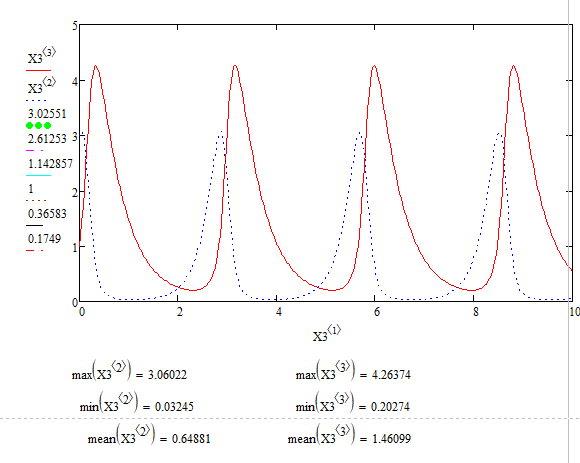 5
X3⟨3⟩
X3⟨2⟩
4
3.02551
3
2.61253
1.142857
2
1
0.36583
1
0.1749
0
0 2 4 6 8 10
X3⟨1⟩
max(X3⟨2⟩) = 3.06022 max(X3⟨3⟩) = 4.26374
min(X3⟨2⟩) = 0.03245 min(X3⟨3⟩) = 0.20274
mean(X3⟨2⟩) = 0.64881 mean(X3⟨3⟩) = 1.46099